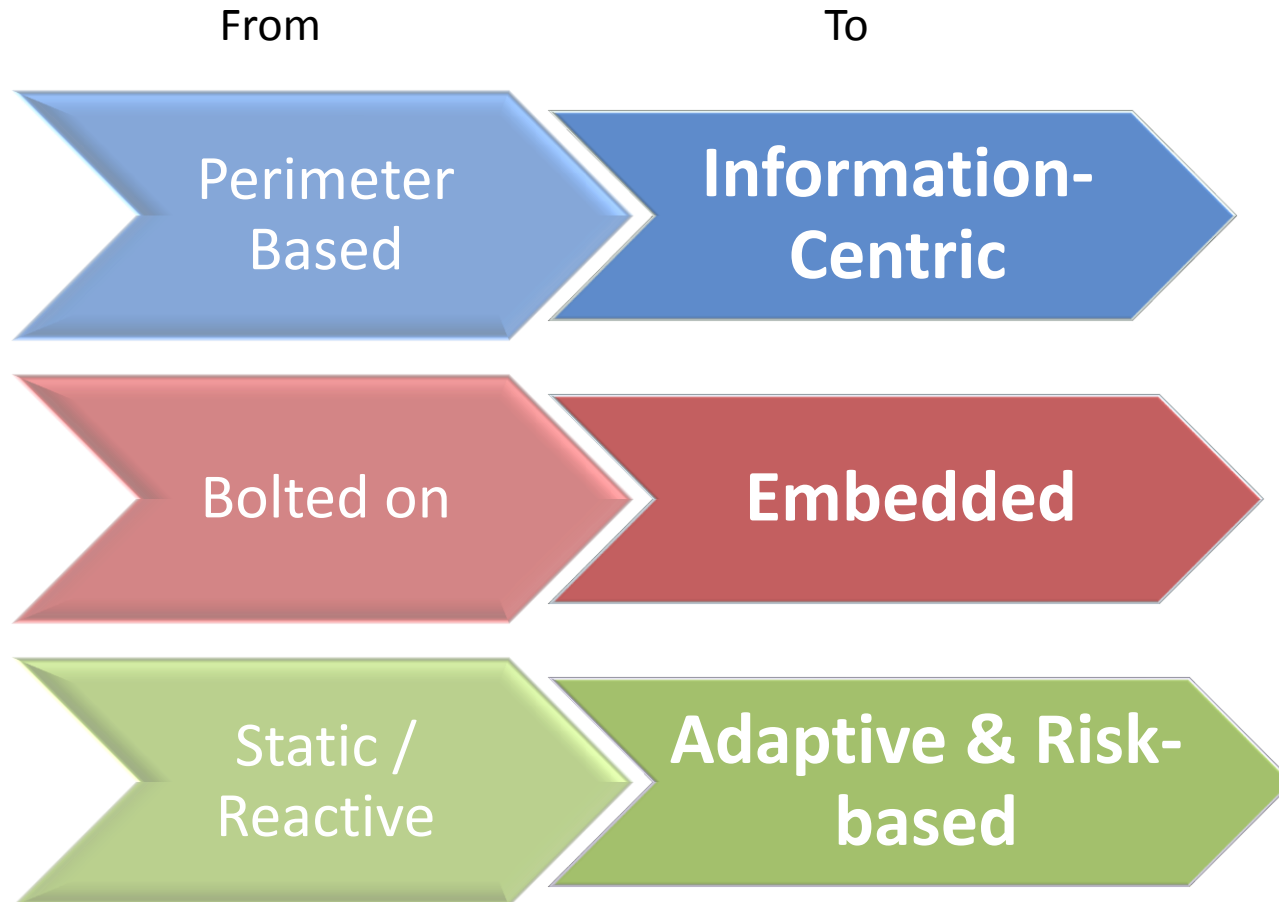 From
To
Perimeter
Based
Information-
Centric
Bolted on
Embedded
Static /
Reactive
Adaptive & Risk-
based